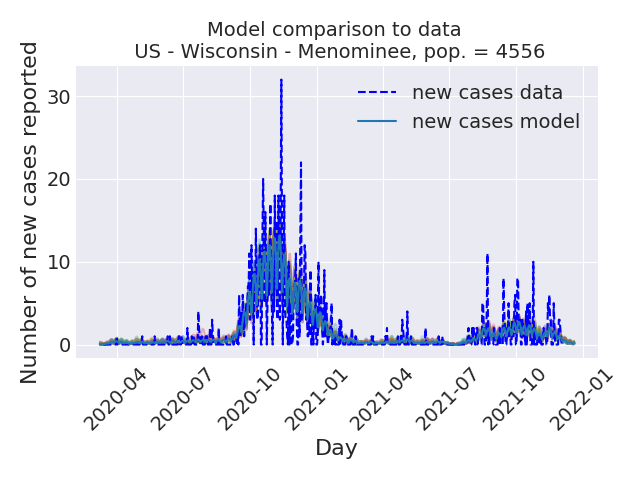 Model comparison to data
US - Wisconsin - Menominee, pop. = 4556
Number of new cases reported
30
20
10
0
new cases data
new cases model
2020-04
2020-07
2020-10
2021-01
2021-04
2021-07
2021-10
2022-01
Day